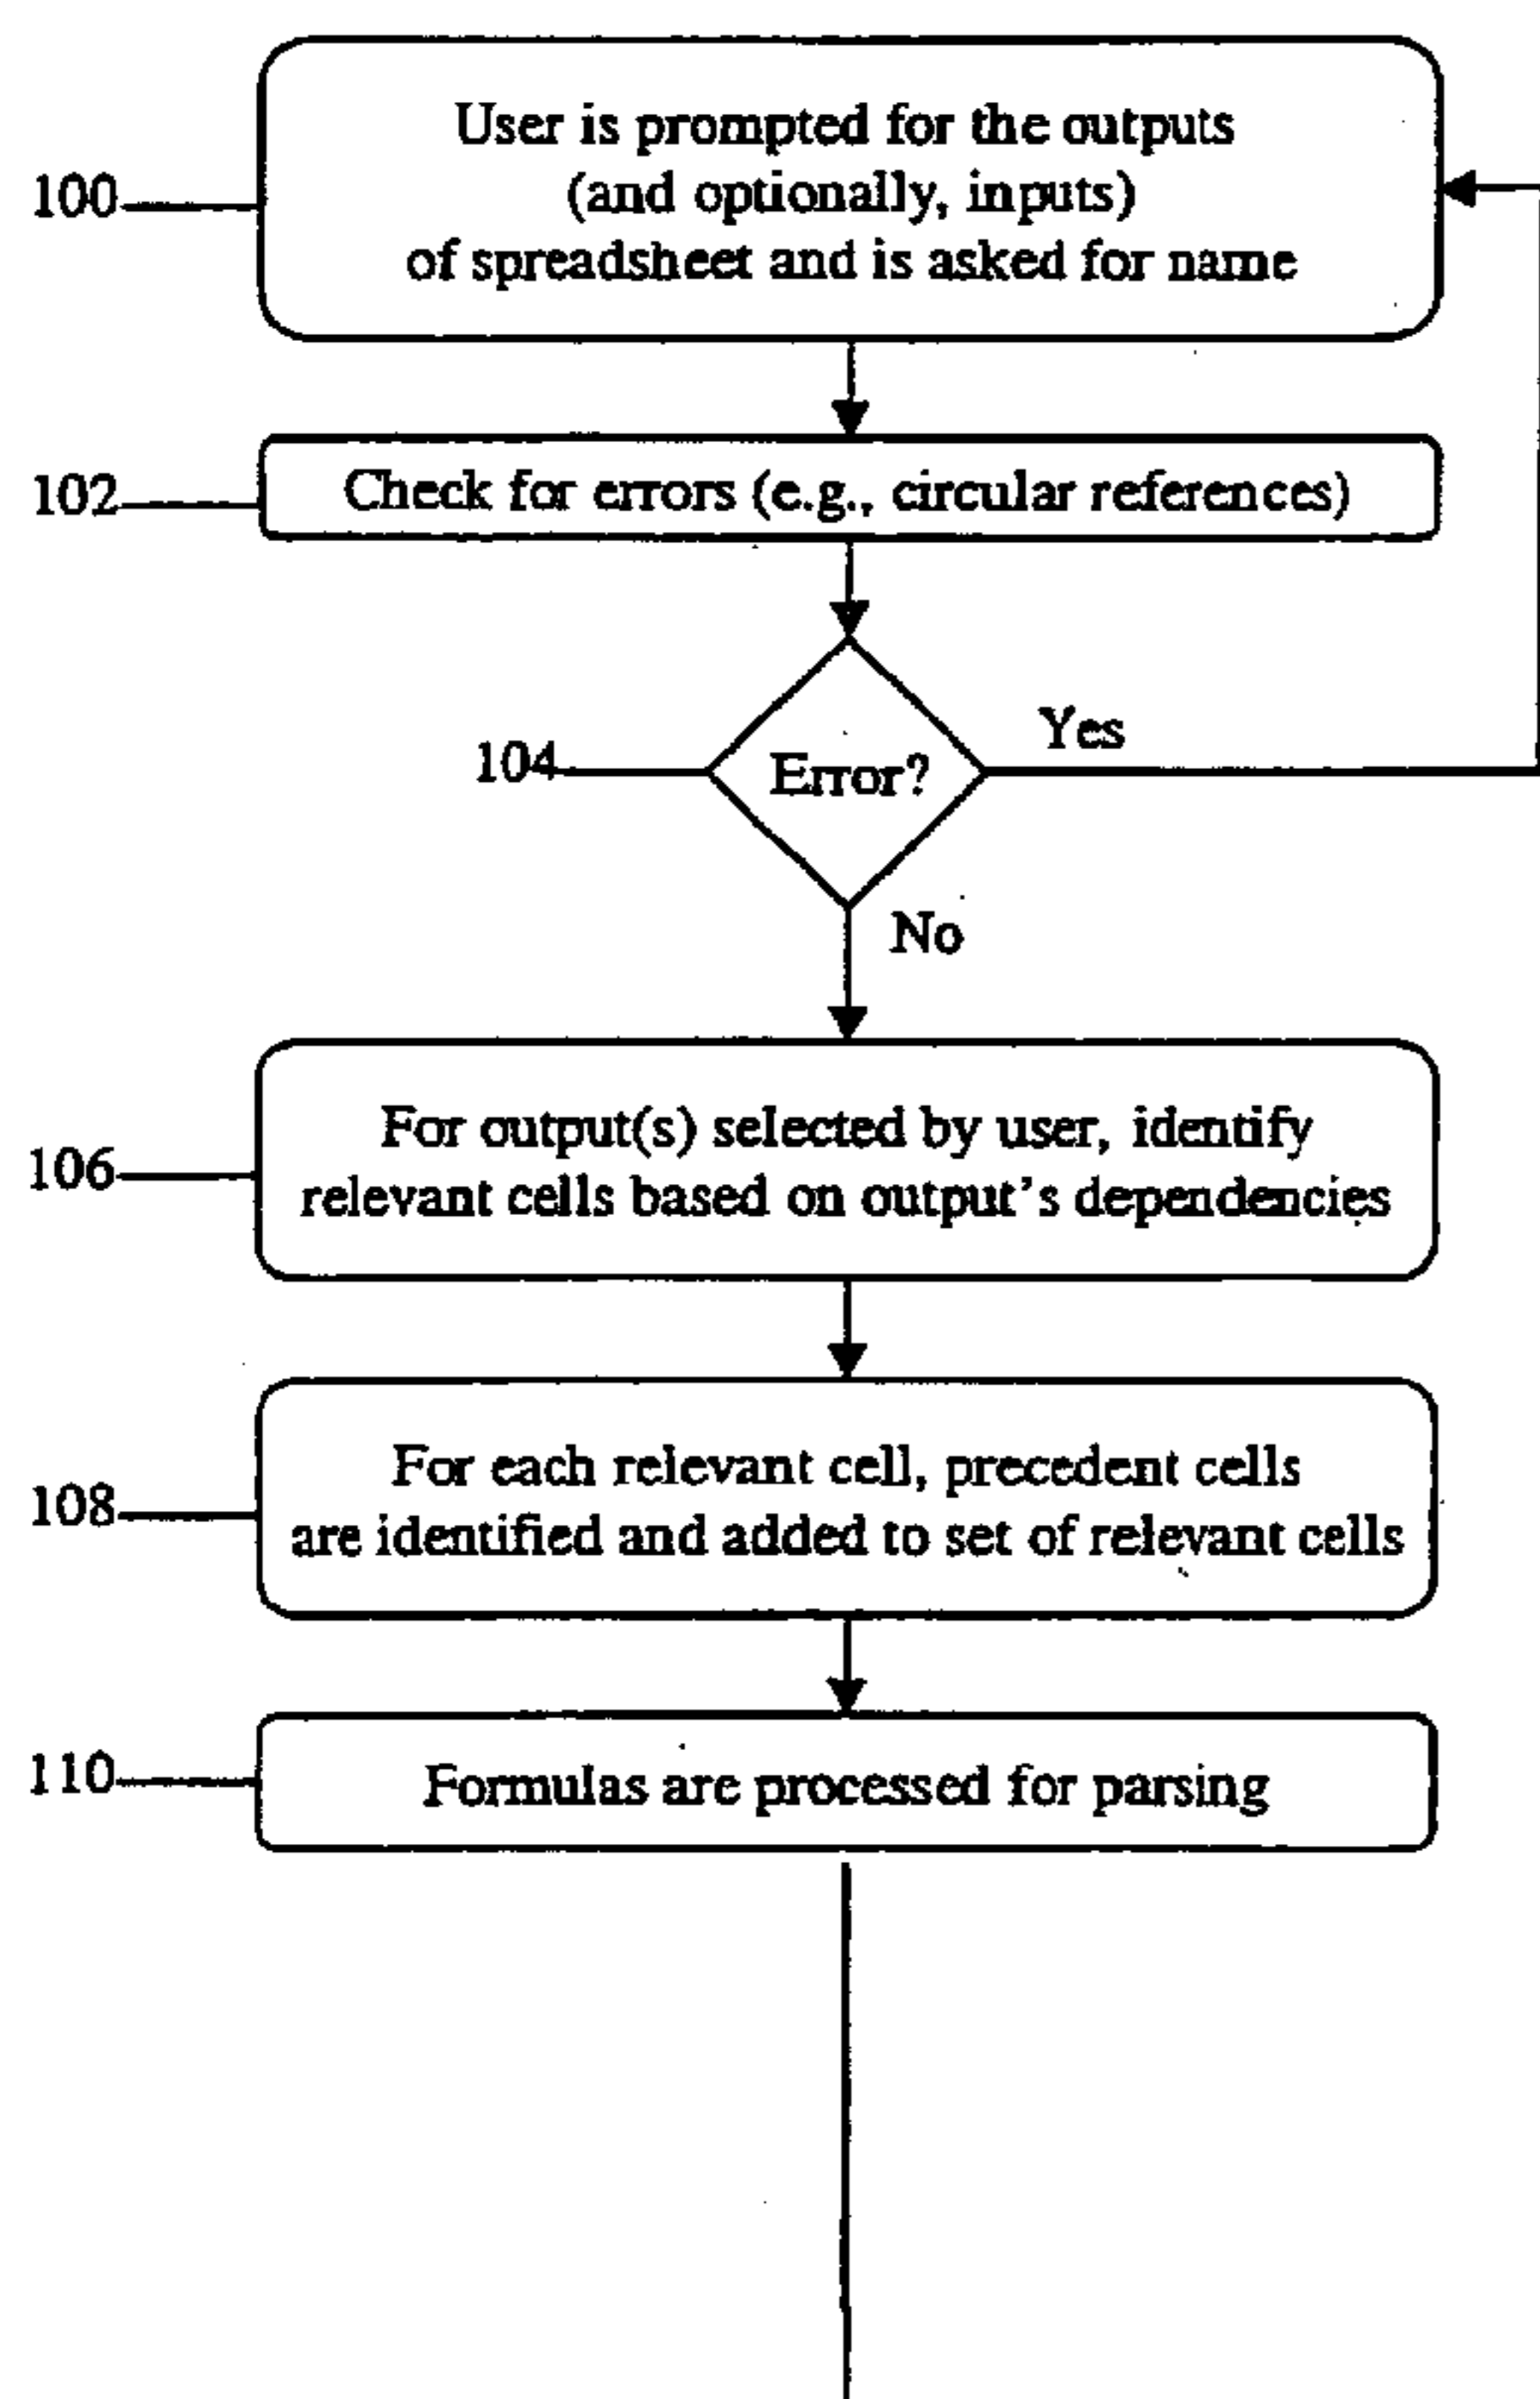 User is prompted for the outputs
(and optionally, inputs)
of spreadsheet and is asked for name
100
Check for errors (e.g., circular references)
102
Yes
104
Error?
No
For output(s) selected by user, identify
relevant cells based on output's dependencies
106
For each relevant cell, precedent cells
are identified and added to set of relevant cells
108
Formulas are processed for parsing
110